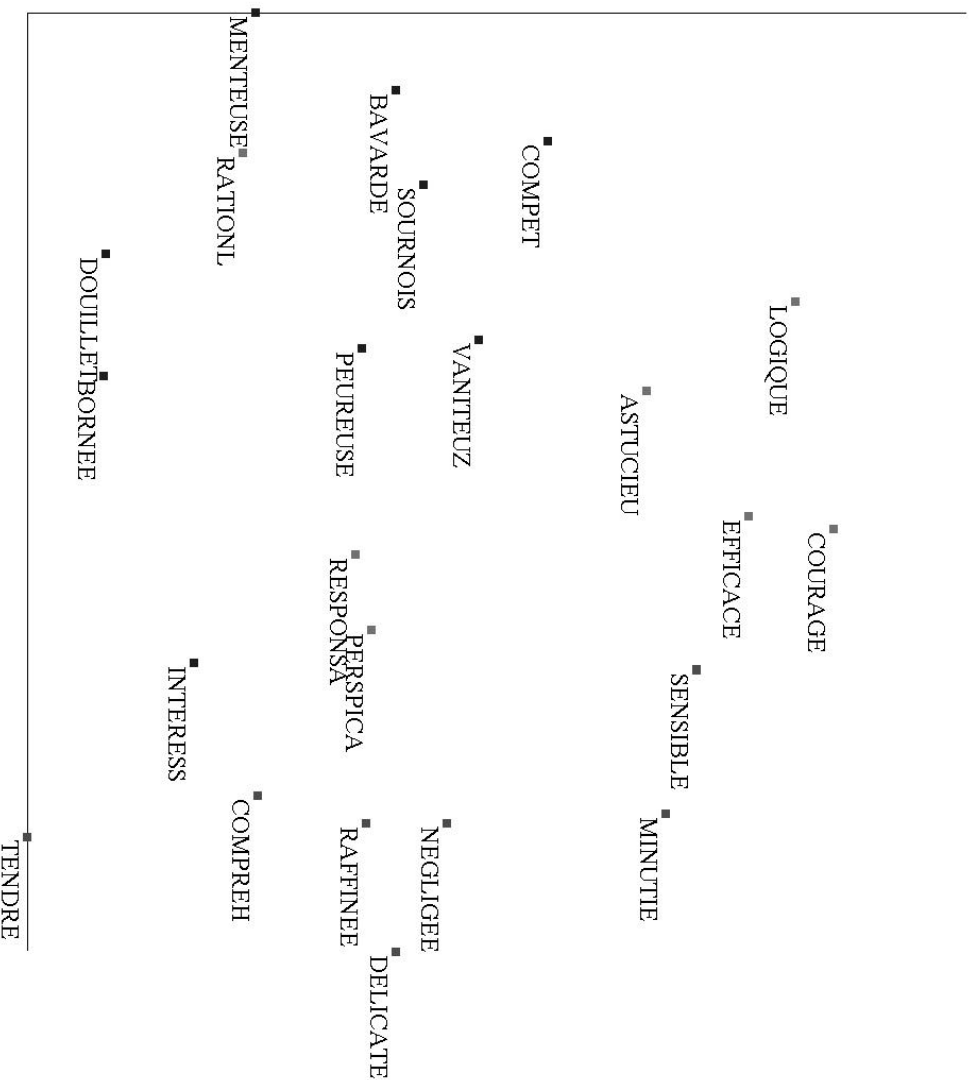 COURAGE
LOGIQUE
EFFICACE
SENSIBLE
MINUTIE
ASTUCIEU
COMPET
VANITEUZ
NEGLIGEE
SOURNOIS
BAVARDE
DELICATE
PERSPICA
RAFFINEE
PEUREUSE
RESPONSA
COMPREH
MENTEUSE
RATIONL
INTERESS
DOUILLET
BORNEE
TENDRE